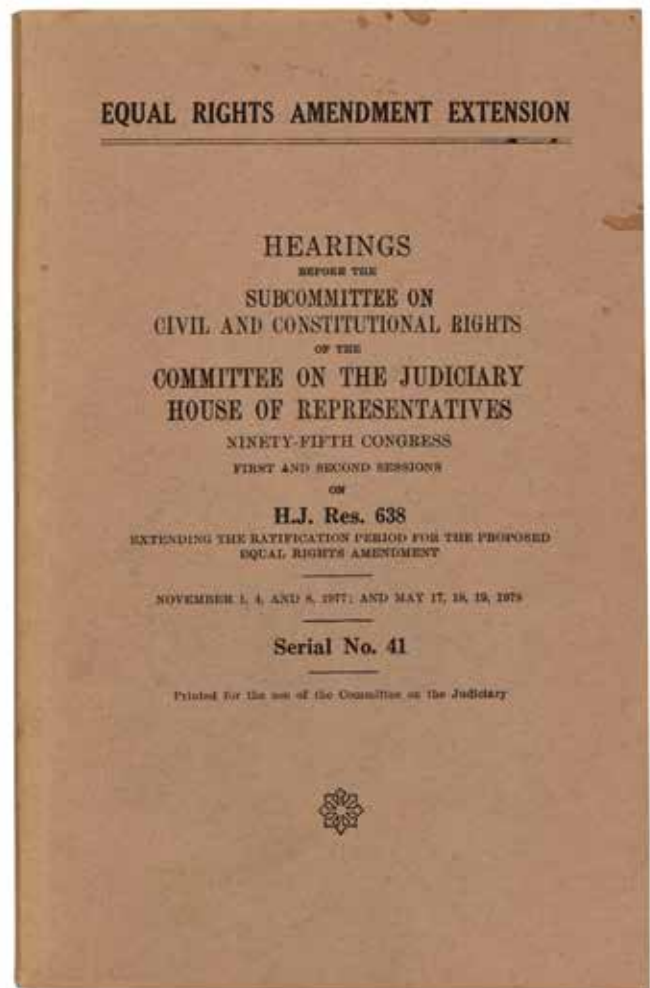 EQUAL RIGHTS AMENDMENT EXTENSION
HEARINGS
BEFORE THE
SUBCOMMITTEE ON
CIVIL AND CONSTITUTIONAL RIGHTS
OF THE
COMMITTEE ON THE JUDICIARY
HOUSE OF REPRESENTATIVES
NINETY-FIFTH CONGRESS
FIRST AND SECOND SESSIONS
ON
H.J. Res. 638
EXTENDING THE RATIFICATION PERIOD FOR THE PROPOSED
EQUAL RIGHTS AMENDMENT
NOVEMBER 1, 4, AND 8, 1977; AND MAY 17, 18, 19, 1978
Serial No. 41
Printed for the use of the Committee on the Judiciary